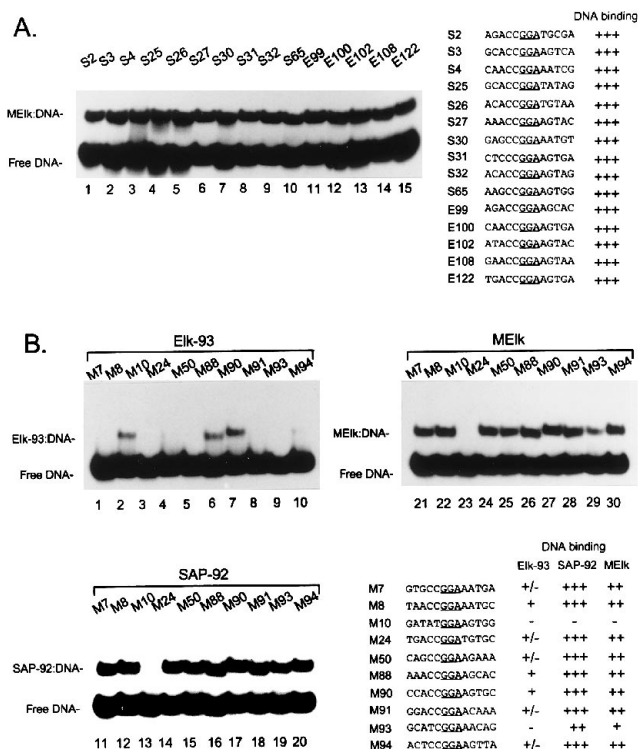 A.
S2 S3 S4 S25 S26 S27 S30 S31 S32 S65 E99 E100 E102 E108 E122
MElk:DNA-
Free DNA-
1 2 3 4 5 6 7 8 9 10 11 12 13 14 15
DNA binding
S2 AGACCGGATGCGA +++
S3 GCACCGGAAGTCA +++
S4 CAACCGGAAATCG +++
S25 GCACCGGATATAG +++
S26 ACACCGGATGTAA +++
S27 AAACCGGAAGTAC +++
S30 GAGCCGGAAATGT +++
S31 CTCCCGGAAGTGA +++
S32 ACACCGGAAGTAG +++
S65 AAGCCGGAAGTGG +++
E99 AGACCGGAAGCAC +++
E100 CAACCGGAAGTGA +++
E102 ATACCGGAAGTAC +++
E108 GAACCGGAAGTAA +++
E122 TGACCGGAAGTGA +++
B.
Elk-93
M7 M8 M10 M24 M50 M88 M90 M91 M93 M94
Elk-93:DNA-
Free DNA-
1 2 3 4 5 6 7 8 9 10
MElk
M7 M8 M10 M24 M50 M88 M90 M91 M93 M94
MElk:DNA-
Free DNA-
21 22 23 24 25 26 27 28 29 30
SAP-92
M7 M8 M10 M24 M50 M88 M90 M91 M93 M94
SAP-92:DNA-
Free DNA-
11 12 13 14 15 16 17 18 19 20
DNA binding
Elk-93 SAP-92 MElk
M7 GTGCCGGAAATGA +/- +++ ++
M8 TAACCGGAAATGT + +++ ++
M10 GATATGGAAGTGA - - -
M24 TGACCGGATGTGC +/- +++ ++
M50 CAGCCGGAAGAAA +/- +++ ++
M88 AAACCGGAAGCAC + +++ ++
M90 CCACCGGAAGTGC + +++ ++
M91 GGACCGGAACAAA +/- +++ ++
M93 GCATCGGAAACAG - ++ +
M94 ACTCCGGAAGTTA +/- +++ ++